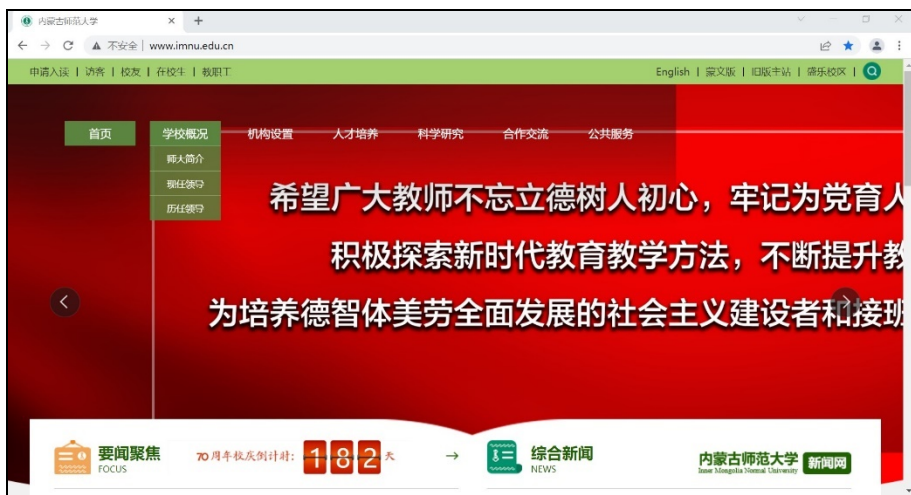 内蒙古师范大学
不安全 | www.imnu.edu.cn
申请入读 | 访客 | 校友 | 在校生 | 教职工
English | 蒙文版 | 旧版主站 | 盛乐校区 |
首页 学校概况 机构设置 人才培养 科学研究 合作交流 公共服务
师大简介
现任领导
历任领导
希望广大教师不忘立德树人初心，牢记为党育人
积极探索新时代教育教学方法，不断提升教
为培养德智体美劳全面发展的社会主义建设者和接班
要闻聚焦
FOCUS
70周年校庆倒计时: 182天
综合新闻
NEWS
内蒙古师范大学 新闻网
Inner Mongolia Normal University